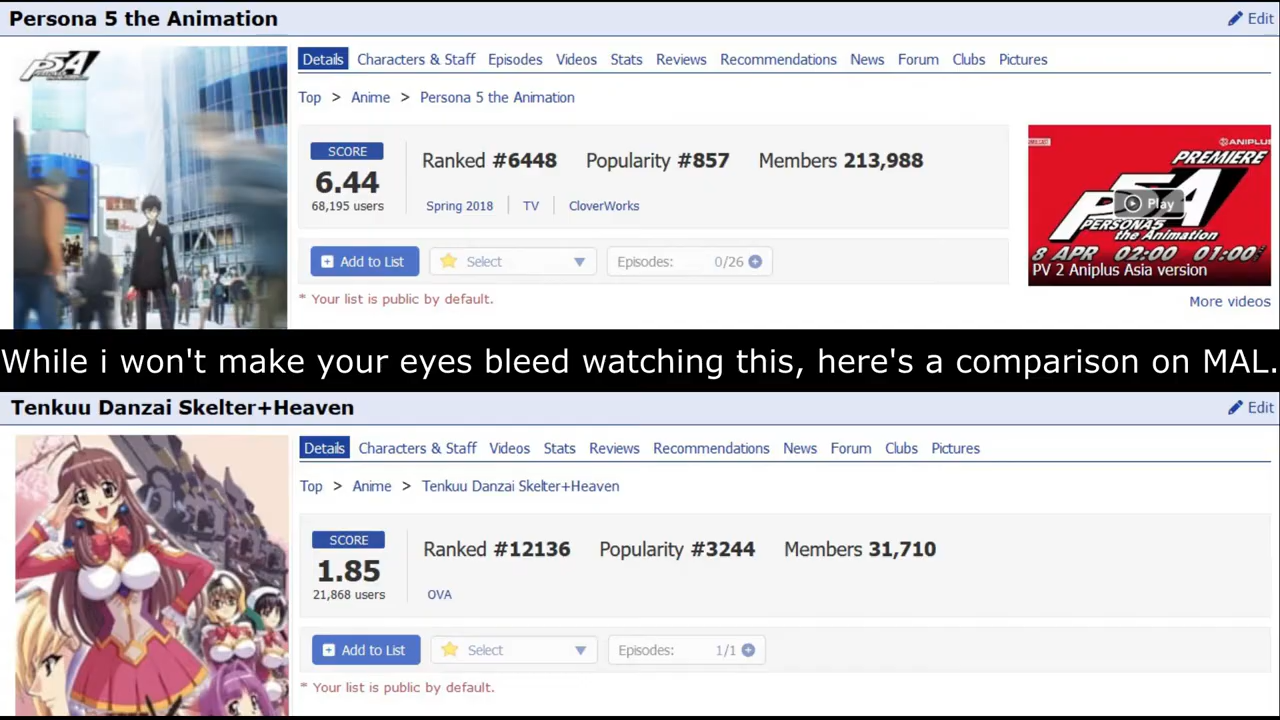 Persona 5 the Animation
Edit
Details Characters & Staff Episodes Videos Stats Reviews Recommendations News Forum Clubs Pictures
Top > Anime > Persona 5 the Animation
SCORE
6.44
68,195 users
Ranked #6448 Popularity #857 Members 213,988
Spring 2018 TV CloverWorks
Add to List Select Episodes: 0/26
* Your list is public by default.
P5A
ANIPLUS
PREMIERE
P5A
Play
PERSONA5
the Animation
8 APR 02:00 01:00
PV 2 Aniplus Asia version
More videos
While i won't make your eyes bleed watching this, here's a comparison on MAL.
Tenkuu Danzai Skelter+Heaven
Edit
Details Characters & Staff Videos Stats Reviews Recommendations News Forum Clubs Pictures
Top > Anime > Tenkuu Danzai Skelter+Heaven
SCORE
1.85
21,868 users
Ranked #12136 Popularity #3244 Members 31,710
OVA
Add to List Select Episodes: 1/1
* Your list is public by default.